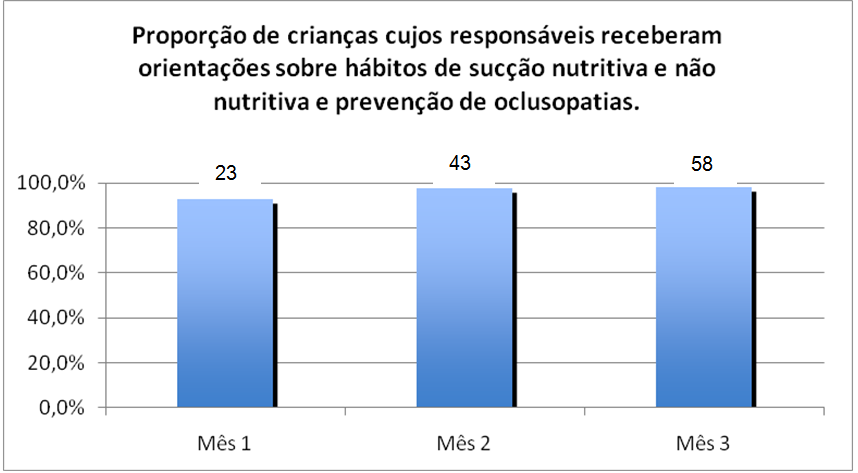 Proporção de crianças cujos responsáveis receberam
orientações sobre hábitos de sucção nutritiva e não
nutritiva e prevenção de oclusopatias.
23
43
58
100,0%
80,0%
60,0%
40,0%
20,0%
0,0%
Mês 1
Mês 2
Mês 3